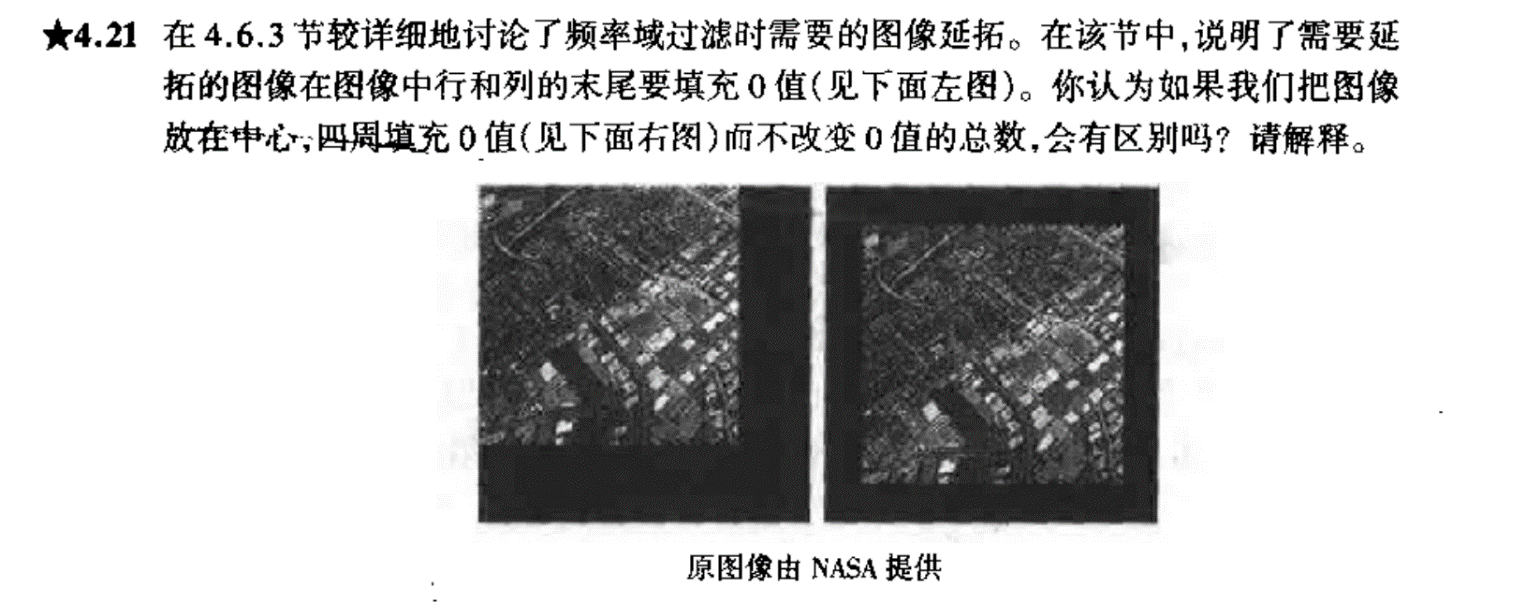 ★4.21 在 4.6.3 节较详细地讨论了频率域过滤时需要的图像延拓。在该节中,说明了需要延
拓的图像在图像中行和列的末尾要填充 0 值(见下面左图)。你认为如果我们把图像
放在中心,四周填充 0 值(见下面右图)而不改变 0 值的总数,会有区别吗? 请解释。
原图像由 NASA 提供